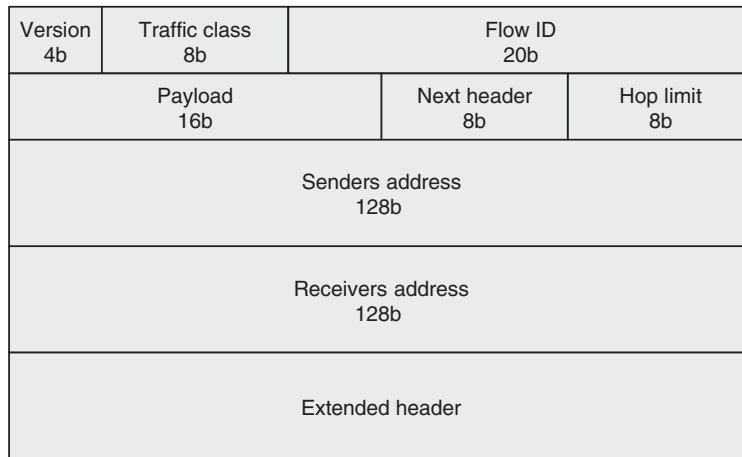 Version
4b
Traffic class
8b
Flow ID
20b
Payload
16b
Next header
8b
Hop limit
8b
Senders address
128b
Receivers address
128b
Extended header